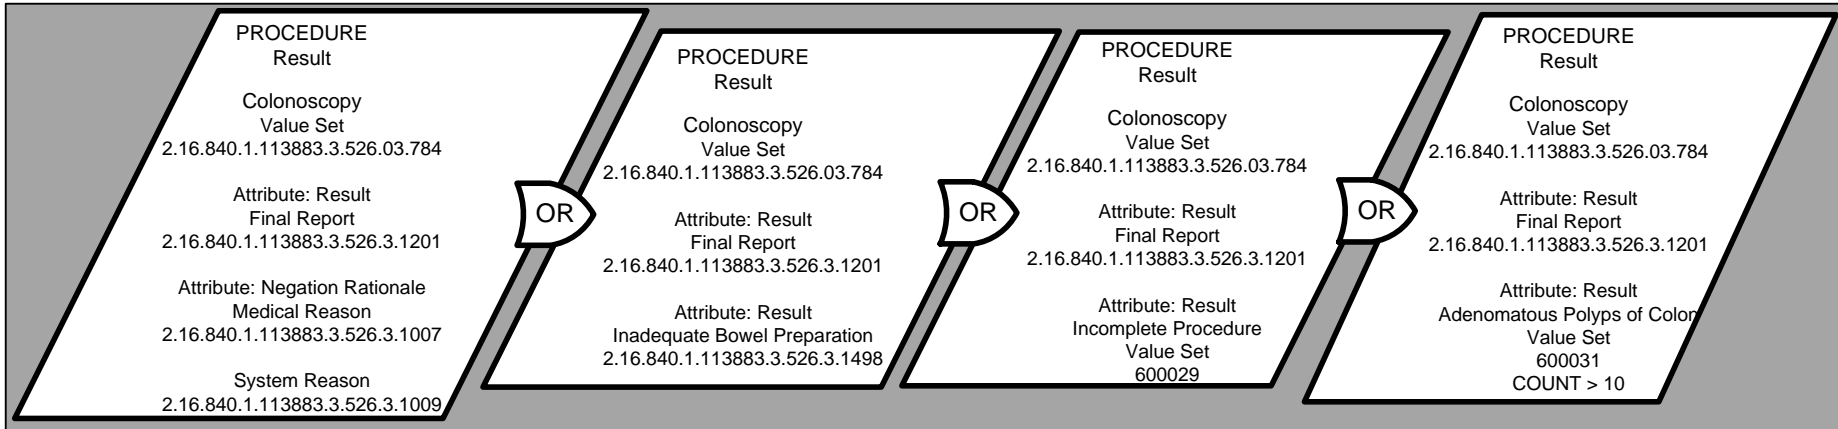 PROCEDURE
Result
Colonoscopy
Value Set
2.16.840.1.113883.3.526.03.784
Attribute: Result
Final Report
2.16.840.1.113883.3.526.3.1201
Attribute: Negation Rationale
Medical Reason
2.16.840.1.113883.3.526.3.1007
System Reason
2.16.840.1.113883.3.526.3.1009
OR
PROCEDURE
Result
Colonoscopy
Value Set
2.16.840.1.113883.3.526.03.784
Attribute: Result
Final Report
2.16.840.1.113883.3.526.3.1201
Attribute: Result
Inadequate Bowel Preparation
2.16.840.1.113883.3.526.3.1498
OR
PROCEDURE
Result
Colonoscopy
Value Set
2.16.840.1.113883.3.526.03.784
Attribute: Result
Final Report
2.16.840.1.113883.3.526.3.1201
Attribute: Result
Incomplete Procedure
Value Set
600029
OR
PROCEDURE
Result
Colonoscopy
Value Set
2.16.840.1.113883.3.526.03.784
Attribute: Result
Final Report
2.16.840.1.113883.3.526.3.1201
Attribute: Result
Adenomatous Polyps of Colon
Value Set
600031
COUNT > 10